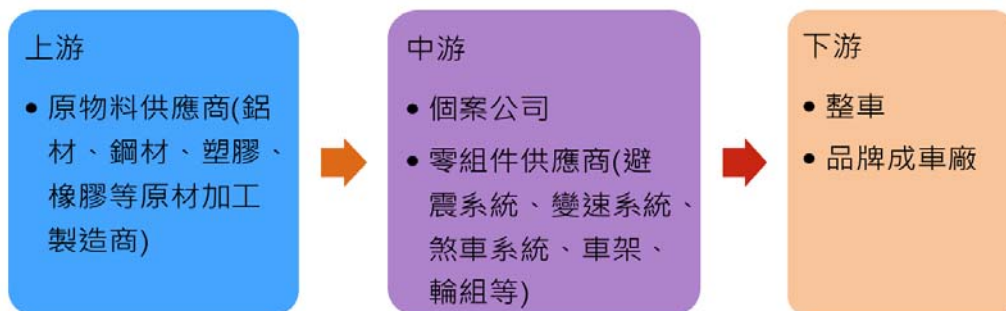 上游
• 原物料供應商(鋁
材、鋼材、塑膠、
橡膠等原材加工
製造商)
中游
• 個案公司
• 零組件供應商(避
震系統、變速系統、
煞車系統、車架、
輪組等)
下游
• 整車
• 品牌成車廠